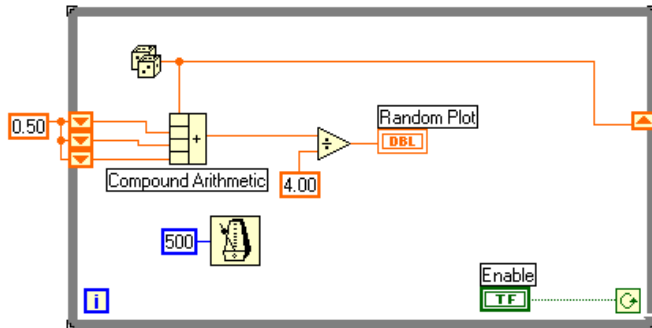 0.50
+
Random Plot
÷
DBL
Compound Arithmetic
4.00
500
Enable
i
TF